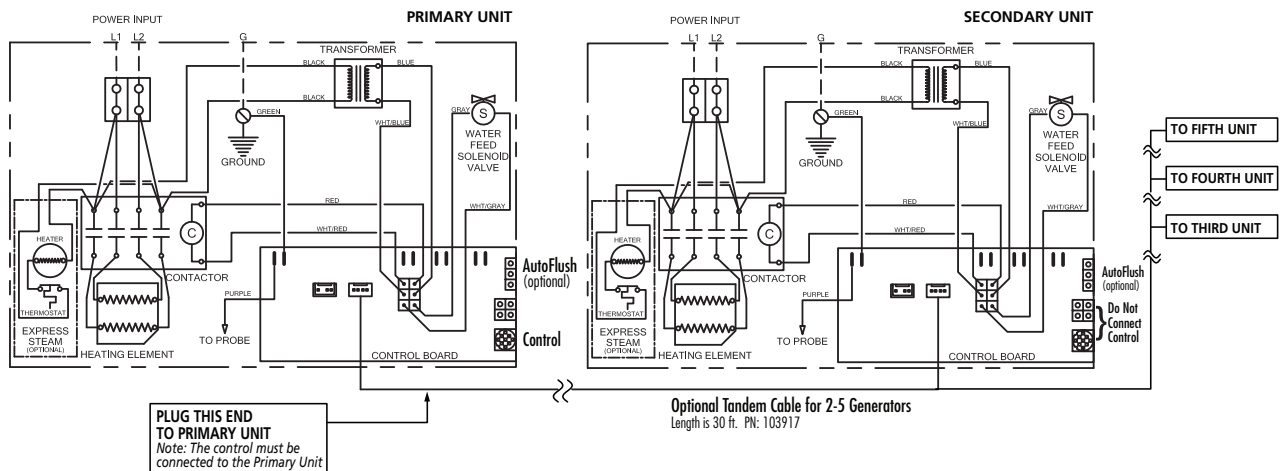 PRIMARY UNIT
POWER INPUT
L1 L2
G
TRANSFORMER
BLACK
BLUE
BLACK
GREEN
WHT/BLUE
GRAY
S
WATER
FEED
SOLENOID
VALVE
GROUND
RED
WHT/GRAY
C
WHT/RED
HEATER
CONTACTOR
THERMOSTAT
EXPRESS
STEAM
(OPTIONAL)
PURPLE
TO PROBE
HEATING ELEMENT
AutoFlush
(optional)
Control
CONTROL BOARD
SECONDARY UNIT
POWER INPUT
L1 L2
G
TRANSFORMER
BLACK
BLUE
BLACK
GREEN
WHT/BLUE
GRAY
S
WATER
FEED
SOLENOID
VALVE
GROUND
RED
WHT/GRAY
C
WHT/RED
HEATER
CONTACTOR
THERMOSTAT
EXPRESS
STEAM
(OPTIONAL)
PURPLE
TO PROBE
HEATING ELEMENT
AutoFlush
(optional)
Do Not
Connect
Control
CONTROL BOARD
TO FIFTH UNIT
TO FOURTH UNIT
TO THIRD UNIT
PLUG THIS END
TO PRIMARY UNIT
Note: The control must be
connected to the Primary Unit
Optional Tandem Cable for 2-5 Generators
Length is 30 ft. PN: 103917